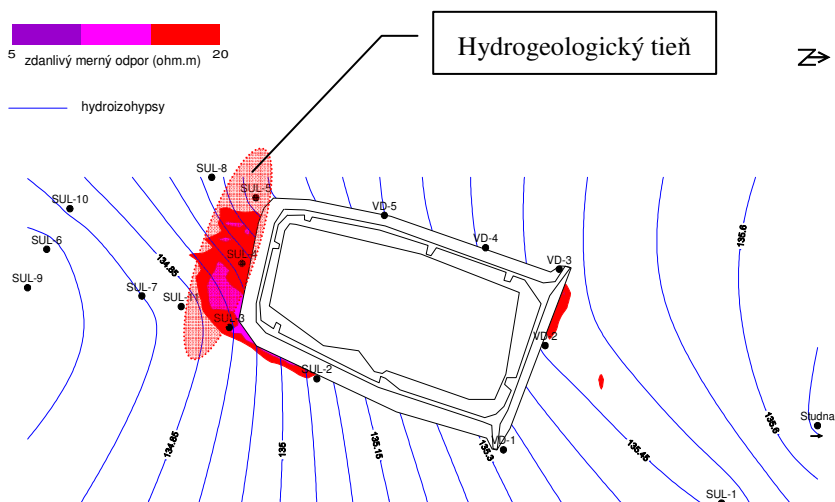 5 20
zdanlivý merný odpor (ohm.m)
hydroizohypsy
Hydrogeologický tieň
Z
SUL-8
SUL-5
SUL-10
VD-5
SUL-6
VD-4
SUL-4
VD-3
134.85
135.6
SUL-9
SUL-7
SUL-11
SUL-3
VD-2
SUL-2
Studna
134.85
135
135.15
135.3
VD-1
135.45
135.6
SUL-1